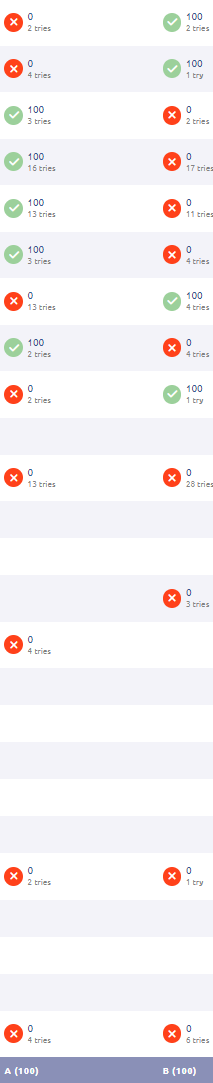 0 100
2 tries 2 tries
0 100
4 tries 1 try
100 0
3 tries 2 tries
100 0
16 tries 17 tries
100 0
13 tries 11 tries
100 0
3 tries 4 tries
0 100
13 tries 4 tries
100 0
2 tries 4 tries
0 100
2 tries 1 try
0 0
13 tries 28 tries
0
3 tries
0
4 tries
0 0
2 tries 1 try
0 0
4 tries 6 tries
A (100) B (100)